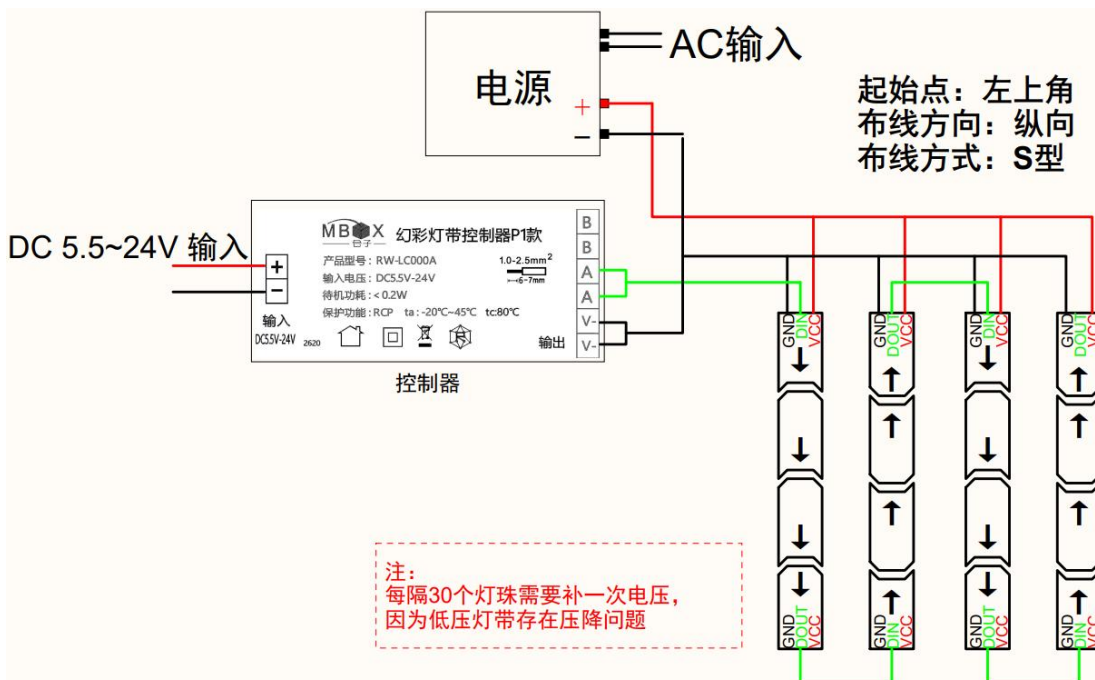 AC输入
电源
+
−
起始点：左上角
布线方向：纵向
布线方式：S型
DC 5.5~24V 输入
+
−
输入
DC5.5V-24V
2620
MBOX
盒子
幻彩灯带控制器P1款
产品型号：RW-LC000A
输入电压：DC5.5V-24V
待机功耗：< 0.2W
保护功能：RCP ta：-20℃~45℃ tc:80℃
1.0-2.5mm²
6-7mm
输出
B
B
A
A
V-
V-
控制器
GND DIN VCC
GND DOUT VCC
GND DIN VCC
GND DOUT VCC
注：
每隔30个灯珠需要补一次电压，
因为低压灯带存在压降问题
GND DOUT VCC
GND DIN VCC
GND DOUT VCC
GND DIN VCC